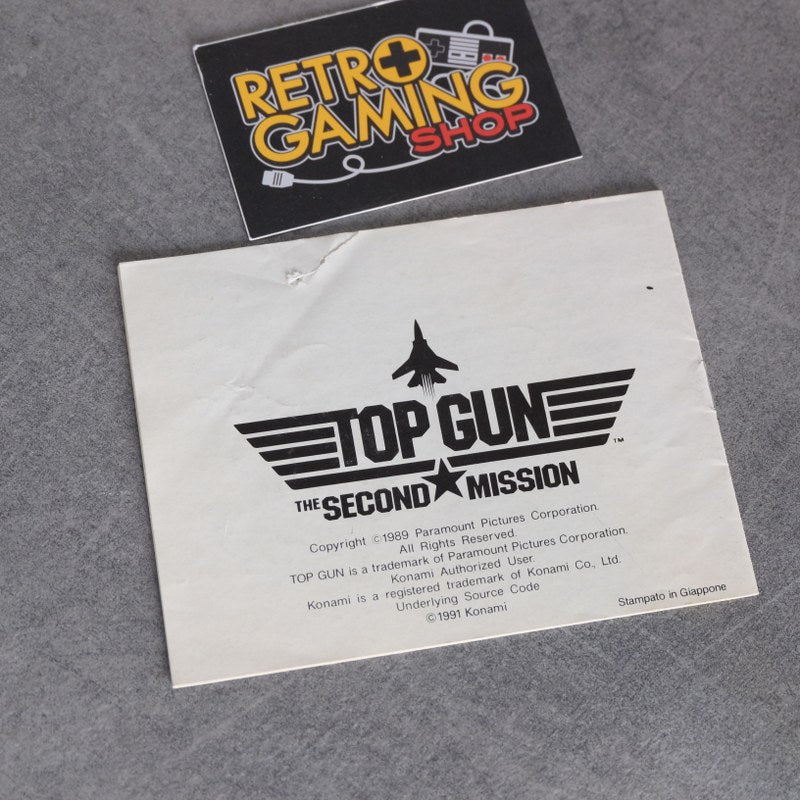 RETRO
GAMING
SHOP
TOP GUN
TM
THE SECOND MISSION
Copyright ©1989 Paramount Pictures Corporation.
All Rights Reserved.
TOP GUN is a trademark of Paramount Pictures Corporation.
Konami Authorized User.
Konami is a registered trademark of Konami Co., Ltd.
Underlying Source Code
©1991 Konami
Stampato in Giappone